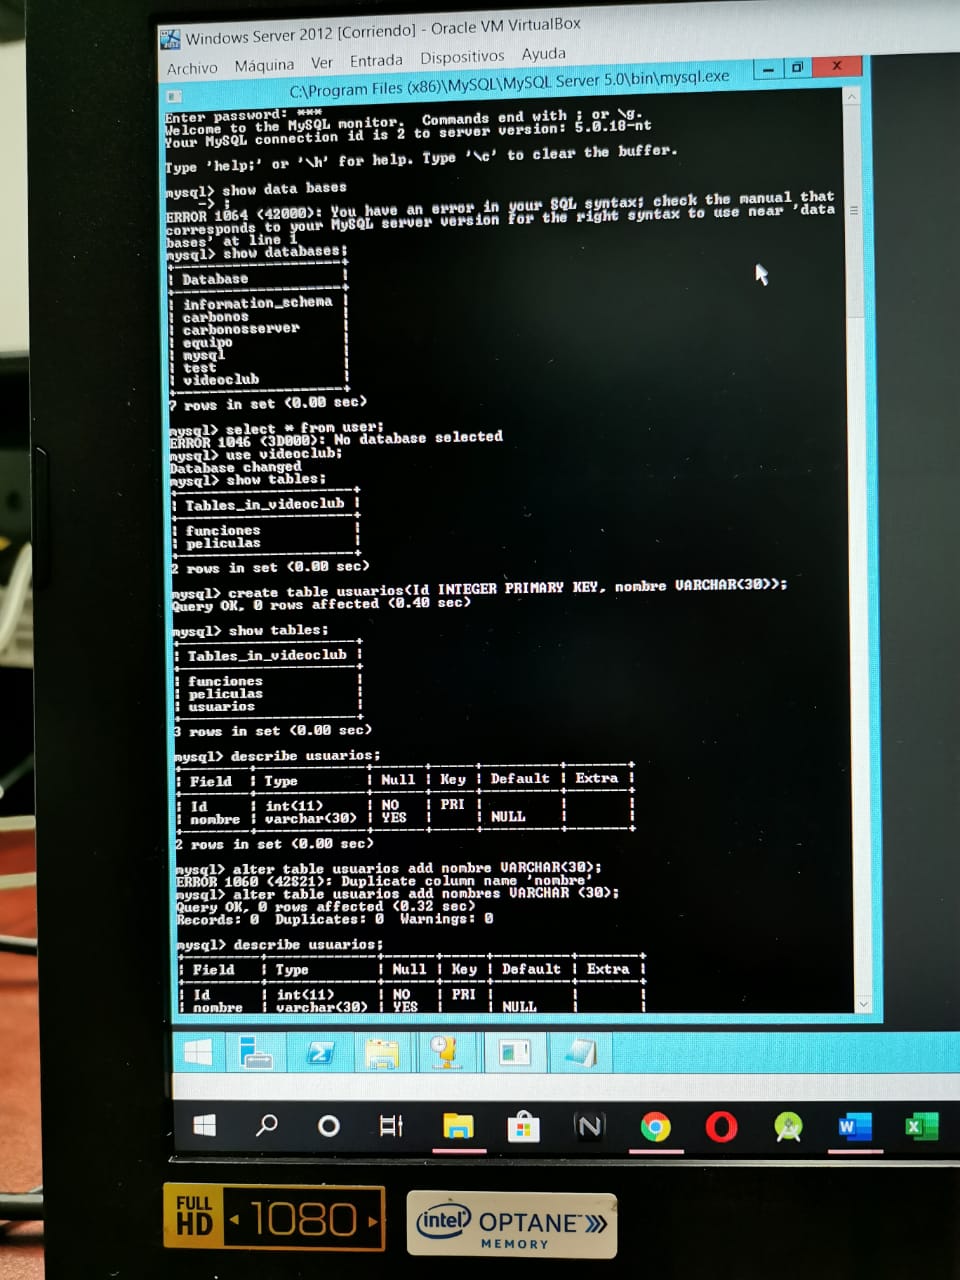 Windows Server 2012 [Corriendo] - Oracle VM VirtualBox
Archivo Máquina Ver Entrada Dispositivos Ayuda
C:\Program Files (x86)\MySQL\MySQL Server 5.0\bin\mysql.exe
Enter password: ***
Welcome to the MySQL monitor.  Commands end with ; or \g.
Your MySQL connection id is 2 to server version: 5.0.18-nt
Type 'help;' or '\h' for help. Type '\c' to clear the buffer.
mysql> show data bases
    -> ;
ERROR 1064 (42000): You have an error in your SQL syntax; check the manual that
corresponds to your MySQL server version for the right syntax to use near 'data
bases' at line 1
mysql> show databases;
+--------------------+
| Database           |
+--------------------+
| information_schema |
| carbonos           |
| carbonosserver     |
| equipo             |
| mysql              |
| test               |
| videoclub          |
+--------------------+
7 rows in set (0.00 sec)
mysql> select * from user;
ERROR 1046 (3D000): No database selected
mysql> use videoclub;
Database changed
mysql> show tables;
+---------------------+
| Tables_in_videoclub |
+---------------------+
| funciones           |
| peliculas           |
+---------------------+
2 rows in set (0.00 sec)
mysql> create table usuarios(Id INTEGER PRIMARY KEY, nombre VARCHAR(30));
Query OK, 0 rows affected (0.40 sec)
mysql> show tables;
+---------------------+
| Tables_in_videoclub |
+---------------------+
| funciones           |
| peliculas           |
| usuarios            |
+---------------------+
3 rows in set (0.00 sec)
mysql> describe usuarios;
+--------+-------------+------+-----+---------+-------+
| Field  | Type        | Null | Key | Default | Extra |
+--------+-------------+------+-----+---------+-------+
| Id     | int(11)     | NO   | PRI |         |       |
| nombre | varchar(30) | YES  |     | NULL    |       |
+--------+-------------+------+-----+---------+-------+
2 rows in set (0.00 sec)
mysql> alter table usuarios add nombre VARCHAR(30);
ERROR 1060 (42S21): Duplicate column name 'nombre'
mysql> alter table usuarios add nombres VARCHAR (30);
Query OK, 0 rows affected (0.32 sec)
Records: 0  Duplicates: 0  Warnings: 0
mysql> describe usuarios;
+---------+-------------+------+-----+---------+-------+
| Field   | Type        | Null | Key | Default | Extra |
+---------+-------------+------+-----+---------+-------+
| Id      | int(11)     | NO   | PRI |         |       |
| nombre  | varchar(30) | YES  |     | NULL    |       |
FULL HD 1080
intel OPTANE
MEMORY